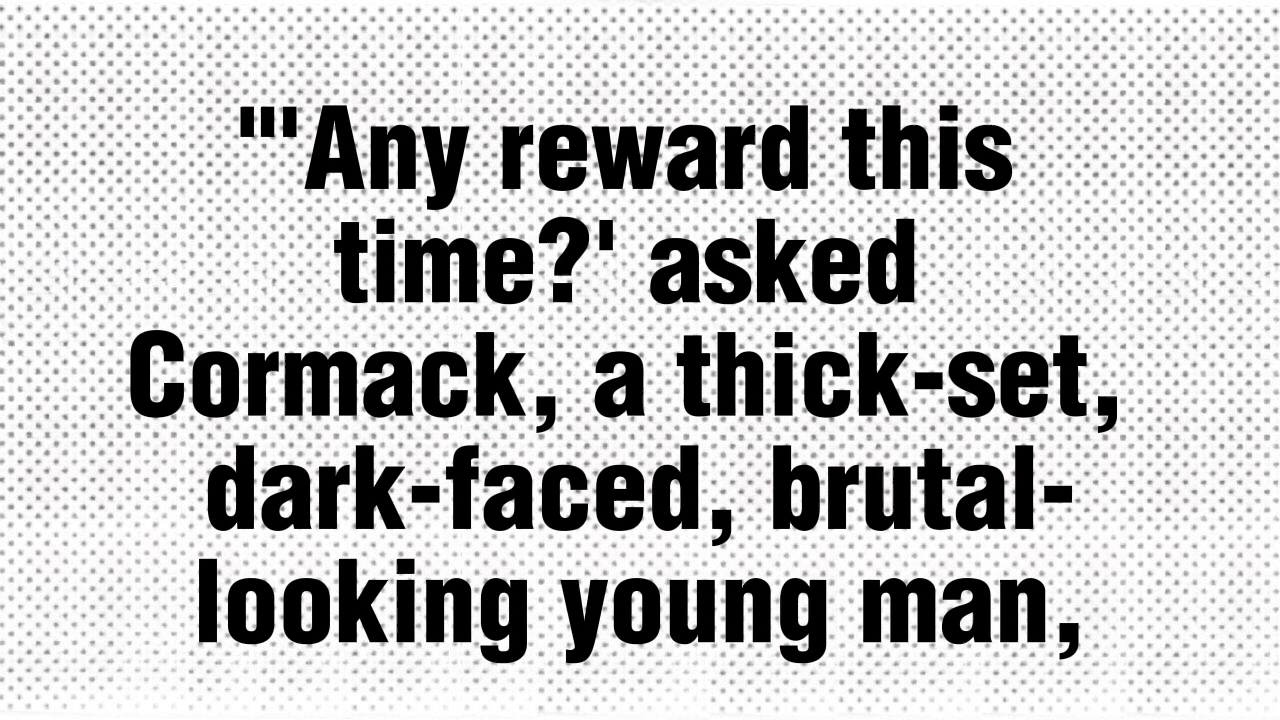 "'Any reward this
time?' asked
Cormack, a thick-set,
dark-faced, brutal-
looking young man,